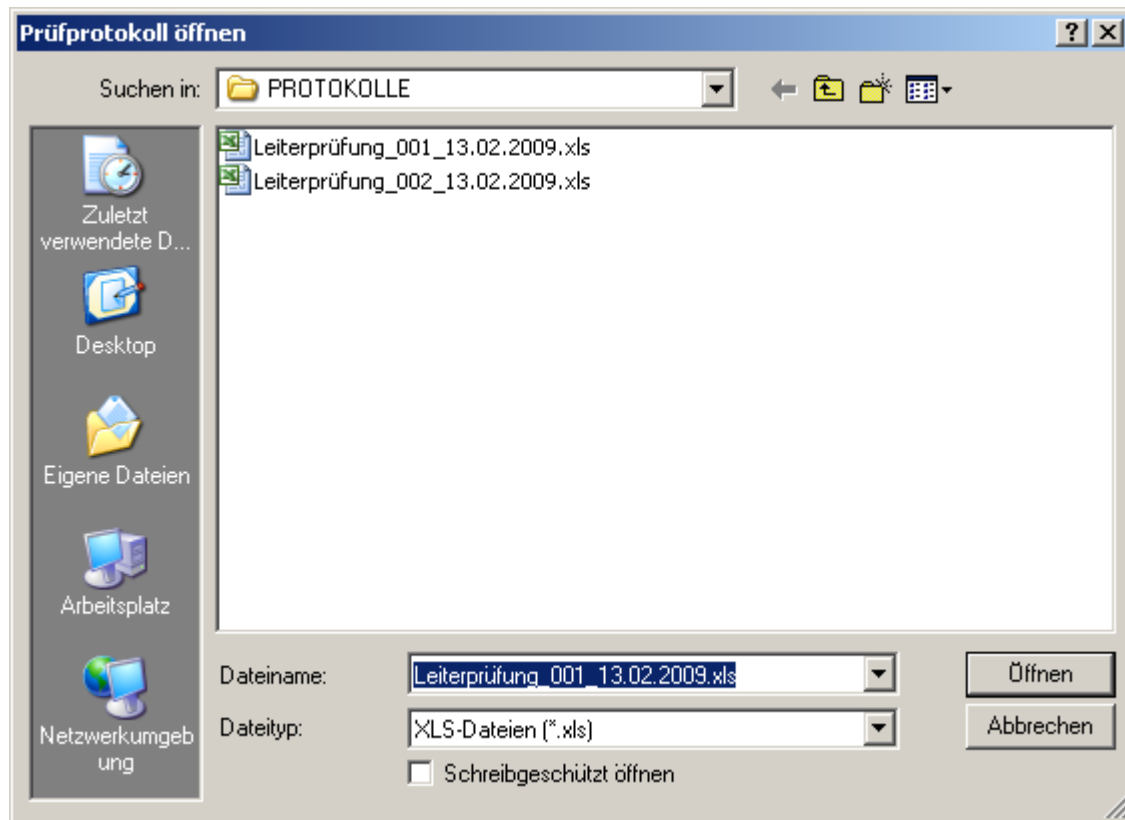 Prüfprotokoll öffnen
Suchen in:
PROTOKOLLE
Leiterprüfung_001_13.02.2009.xls
Leiterprüfung_002_13.02.2009.xls
Zuletzt
verwendete D...
Desktop
Eigene Dateien
Arbeitsplatz
Netzwerkumgeb
ung
Dateiname:
Leiterprüfung_001_13.02.2009.xls
Öffnen
Dateityp:
XLS-Dateien (*.xls)
Abbrechen
Schreibgeschützt öffnen